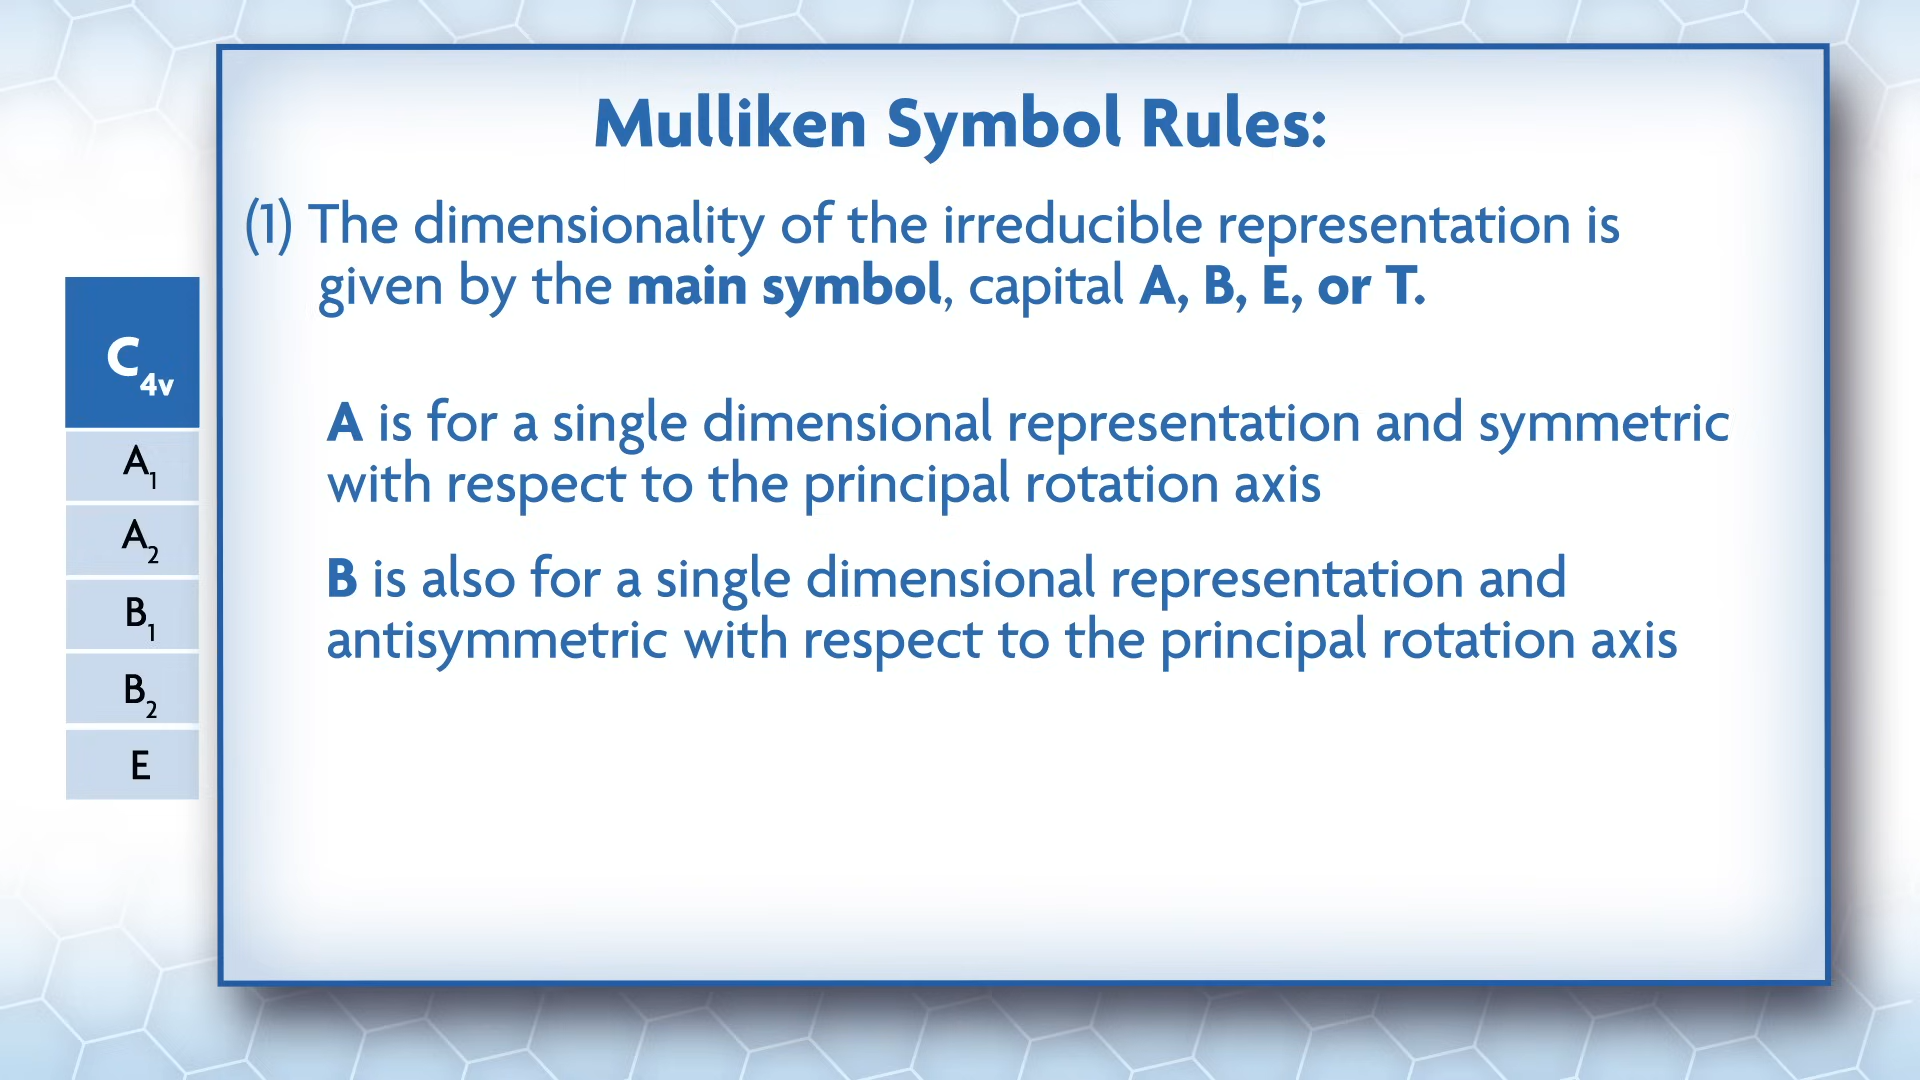 Mulliken Symbol Rules:
(1) The dimensionality of the irreducible representation is
given by the main symbol, capital A, B, E, or T.
A is for a single dimensional representation and symmetric
with respect to the principal rotation axis
B is also for a single dimensional representation and
antisymmetric with respect to the principal rotation axis
C4v
A1
A2
B1
B2
E